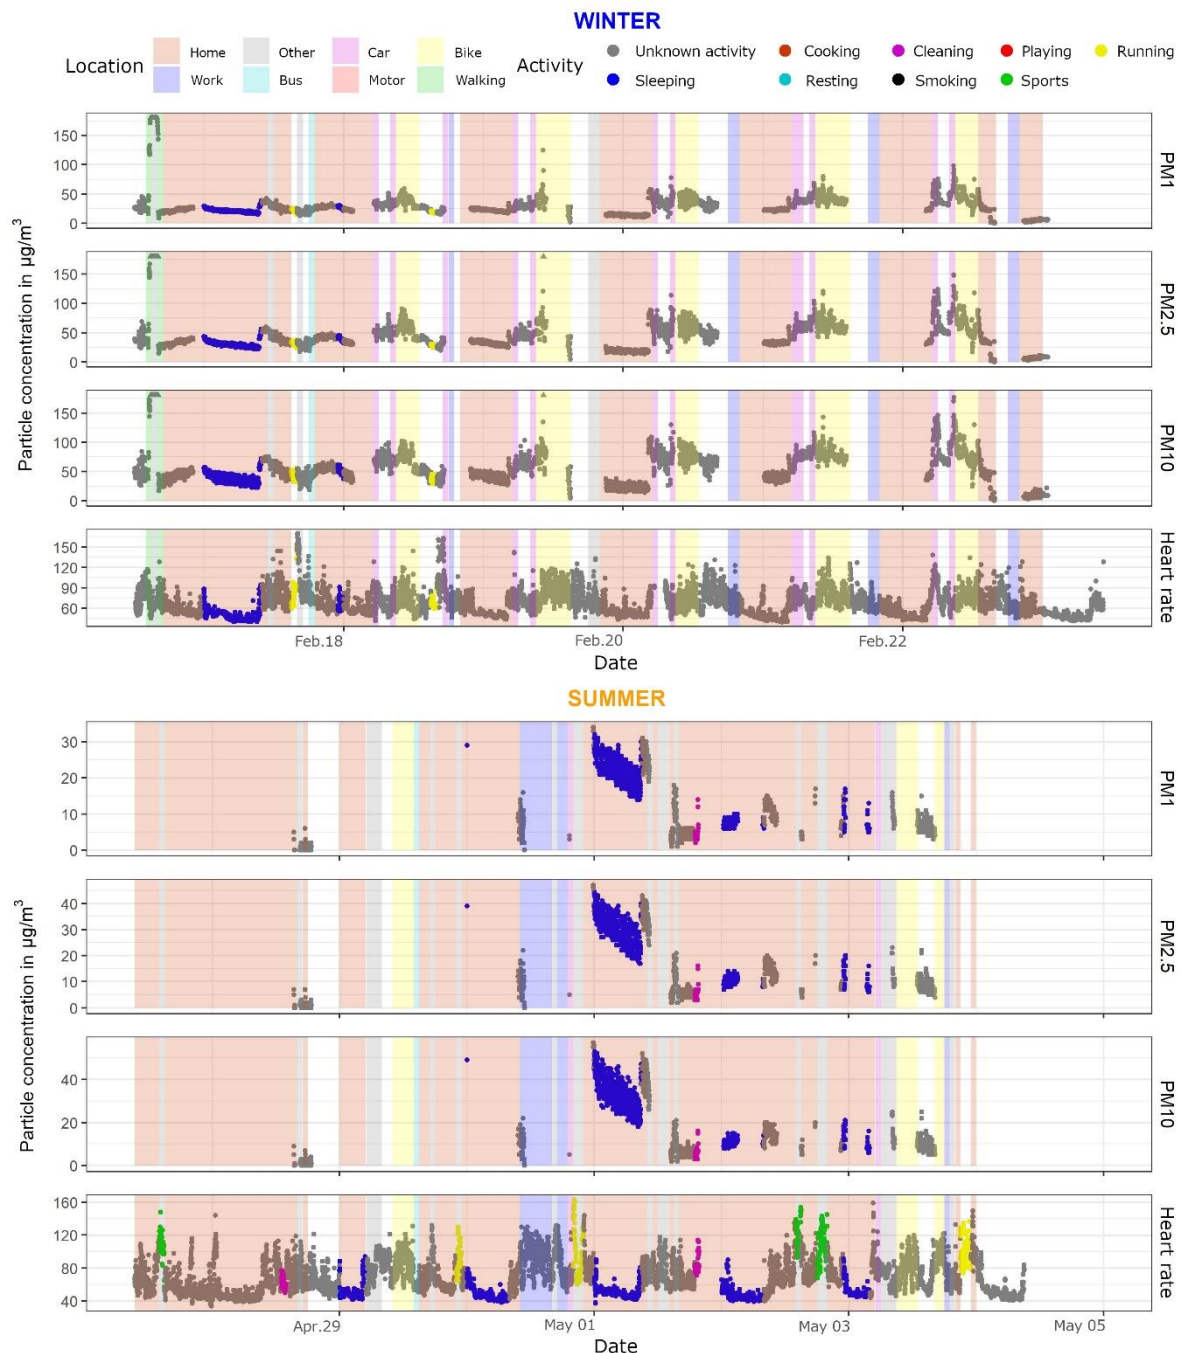 WINTER
Location Home Other Car Bike Activity Unknown activity Cooking Cleaning Playing Running
Work Bus Motor Walking Sleeping Resting Smoking Sports
Particle concentration in µg/m³
150
100
50
0
PM1
150
100
50
0
PM2.5
150
100
50
0
PM10
150
120
90
60
Heart rate
Feb.18 Feb.20 Feb.22
Date
SUMMER
Particle concentration in µg/m³
30
20
10
0
PM1
40
30
20
10
0
PM2.5
40
20
0
PM10
160
120
80
40
Heart rate
Apr.29 May 01 May 03 May 05
Date